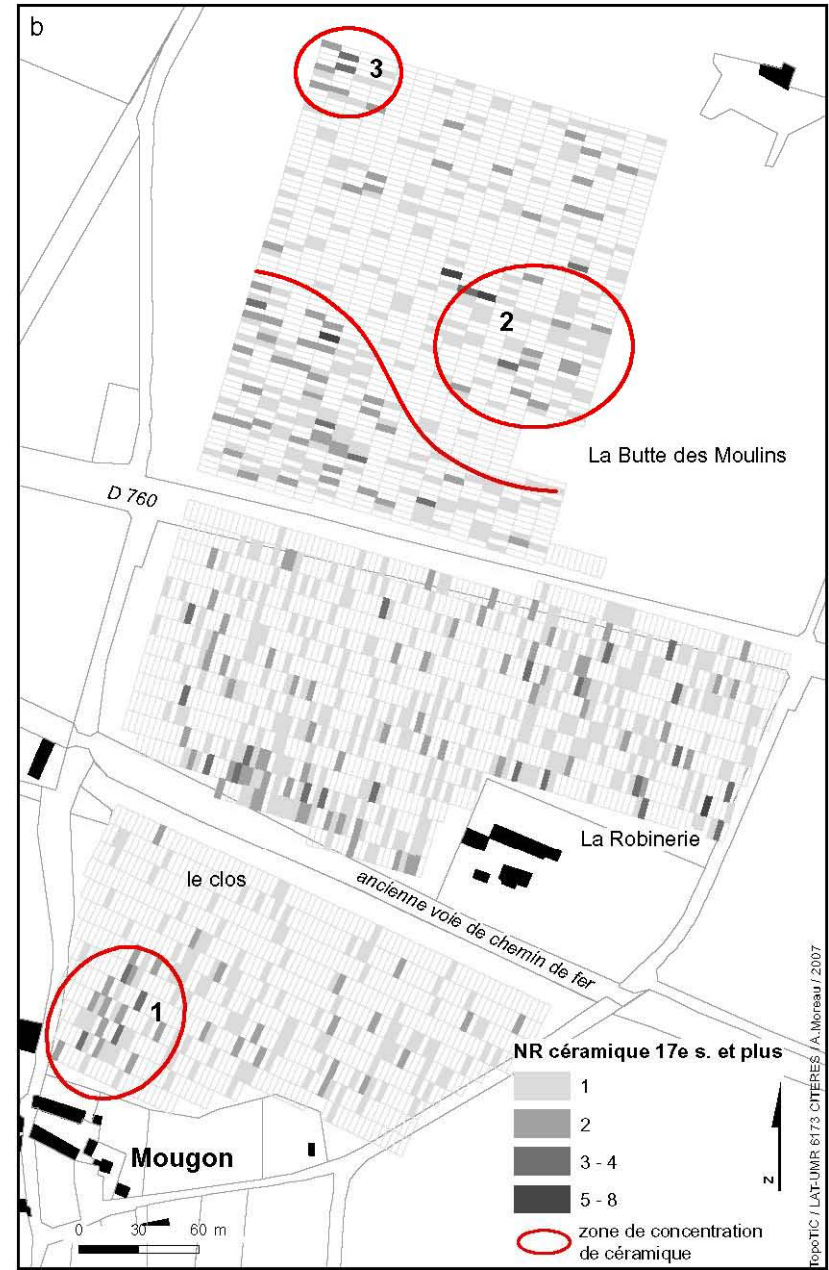 b
3
2
La Butte des Moulins
D 760
La Robinerie
le clos
ancienne voie de chemin de fer
1
Mougon
0 30 60 m
NR céramique 17e s. et plus
1
2
3 - 4
5 - 8
zone de concentration
de céramique
N
TopoTiC / LAT-UMR 6173 CITERES / A.Moreau / 2007